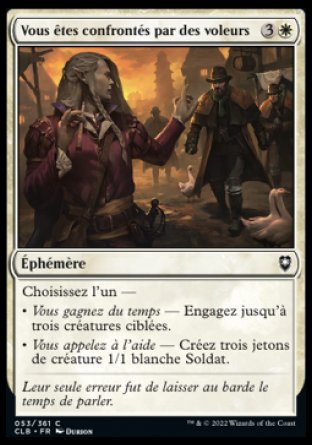 Vous êtes confrontés par des voleurs 3
Éphémère
Choisissez l'un —
• Vous gagnez du temps — Engagez jusqu'à
trois créatures ciblées.
• Vous appelez à l'aide — Créez trois jetons
de créature 1/1 blanche Soldat.
Leur seule erreur fut de laisser au barde le
temps de parler.
053/361 C
CLB • FR Durion
™ & © 2022 Wizards of the Coast